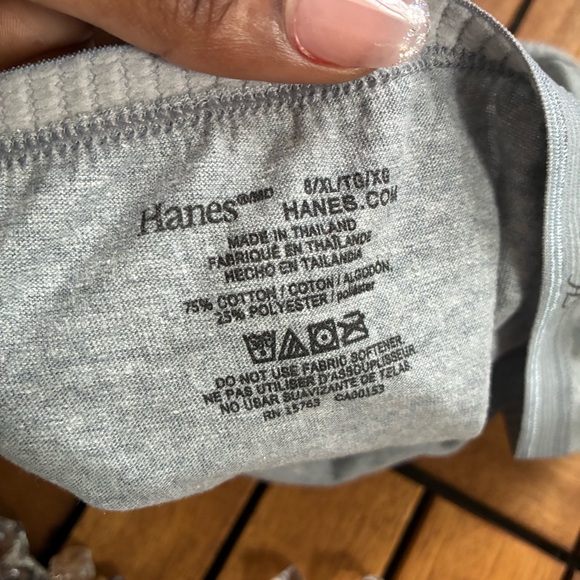 Hanes®/MD 8/XL/TG/XG
HANES.COM
MADE IN THAILAND
FABRIQUÉ EN THAÏLANDE
HECHO EN TAILANDIA
75% COTTON / COTON / ALGODÓN,
25% POLYESTER / poliéster
DO NOT USE FABRIC SOFTENER
NE PAS UTILISER D'ASSOUPLISSEUR
NO USAR SUAVIZANTE DE TELAS
RN 15763 CA00153